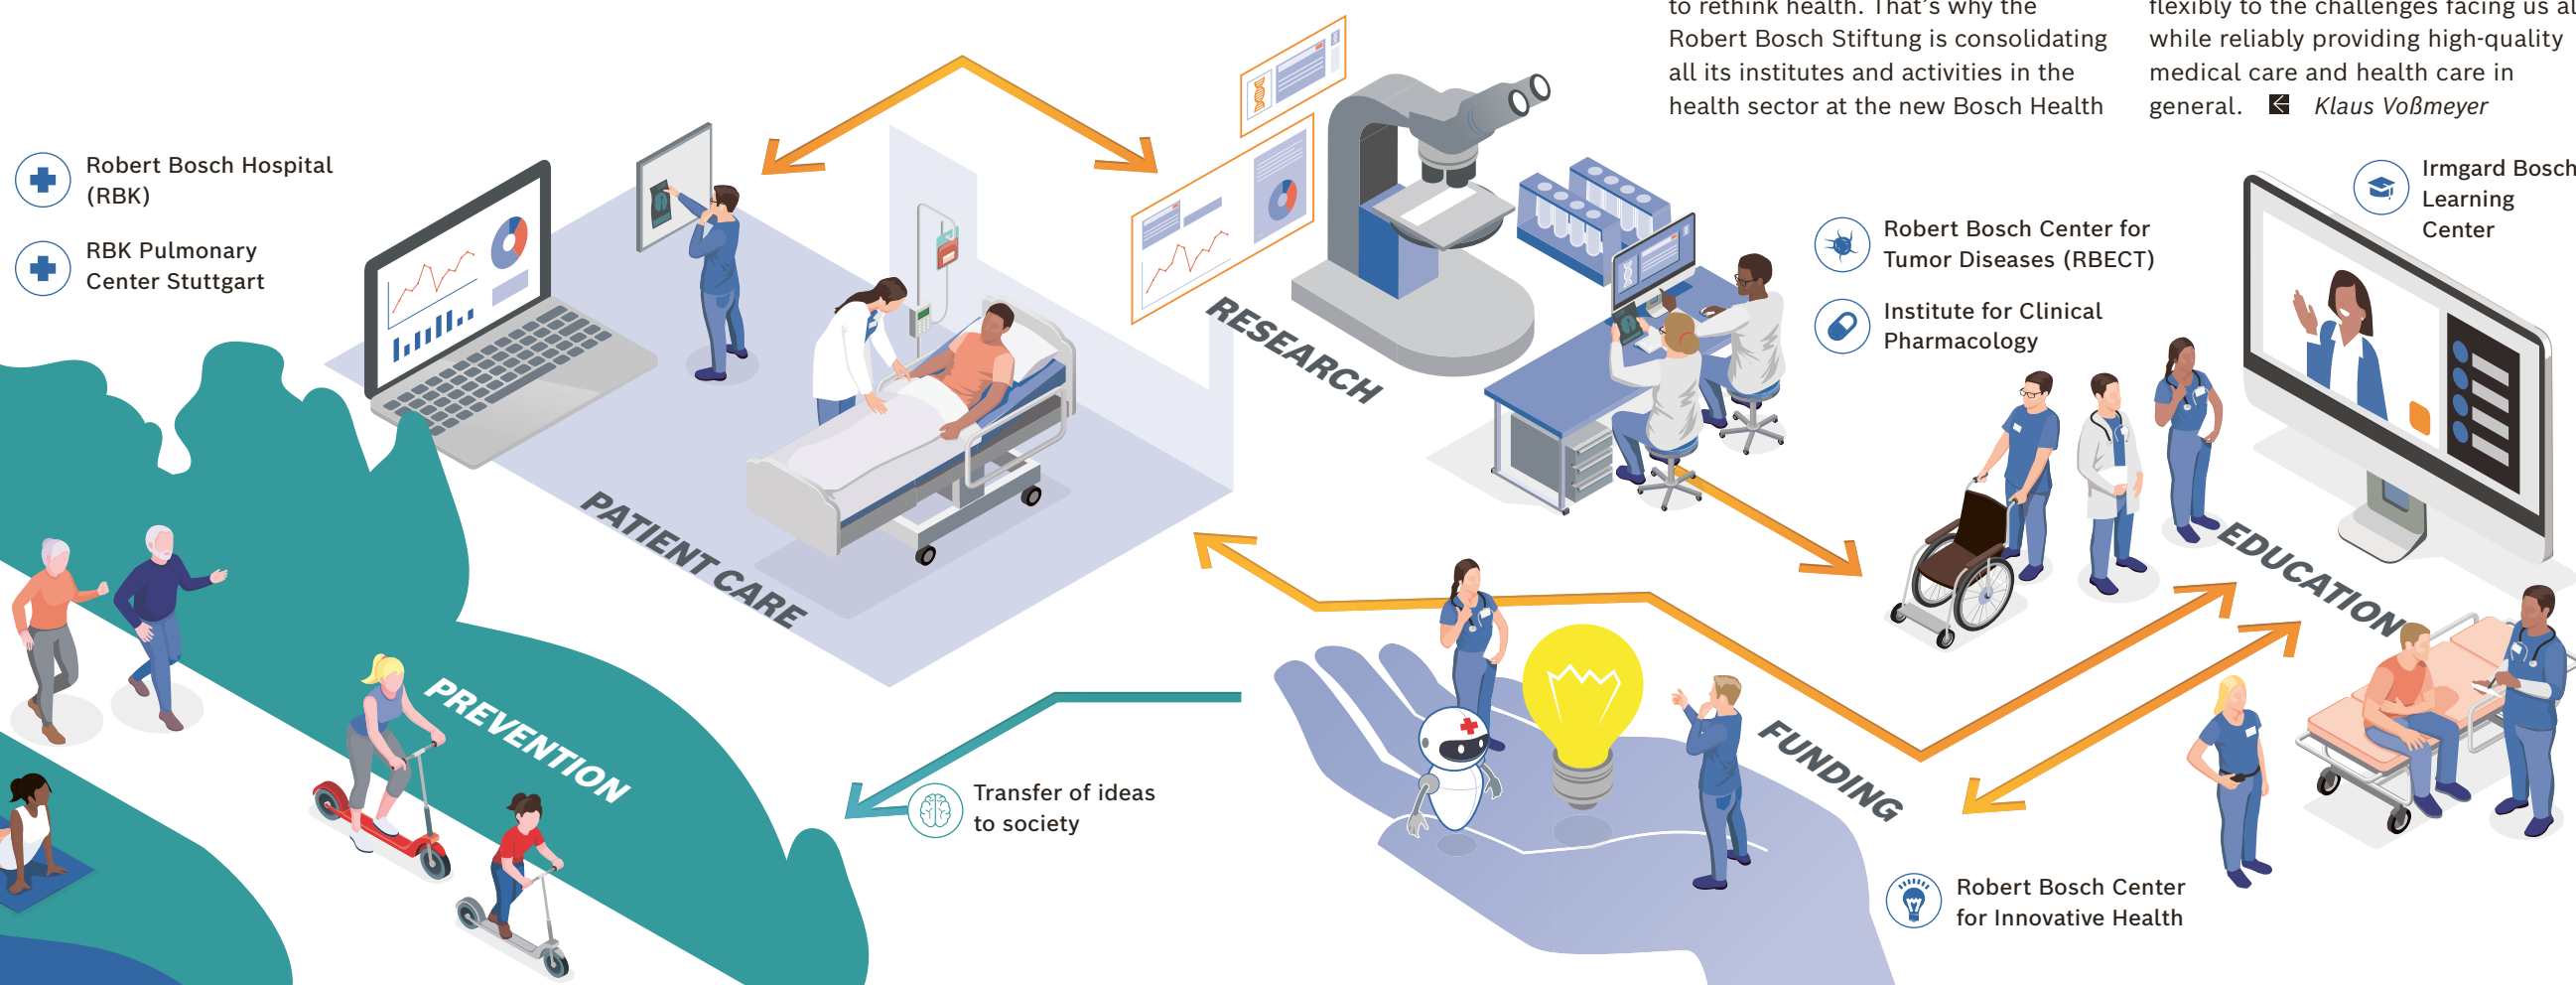 to rethink health. That's why the
Robert Bosch Stiftung is consolidating
all its institutes and activities in the
health sector at the new Bosch Health
flexibly to the challenges facing us al
while reliably providing high-quality
medical care and health care in
general. Klaus Voßmeyer
Robert Bosch Hospital
(RBK)
RBK Pulmonary
Center Stuttgart
RESEARCH
Robert Bosch Center for
Tumor Diseases (RBECT)
Institute for Clinical
Pharmacology
Irmgard Bosch
Learning
Center
PATIENT CARE
EDUCATION
PREVENTION
Transfer of ideas
to society
FUNDING
Robert Bosch Center
for Innovative Health